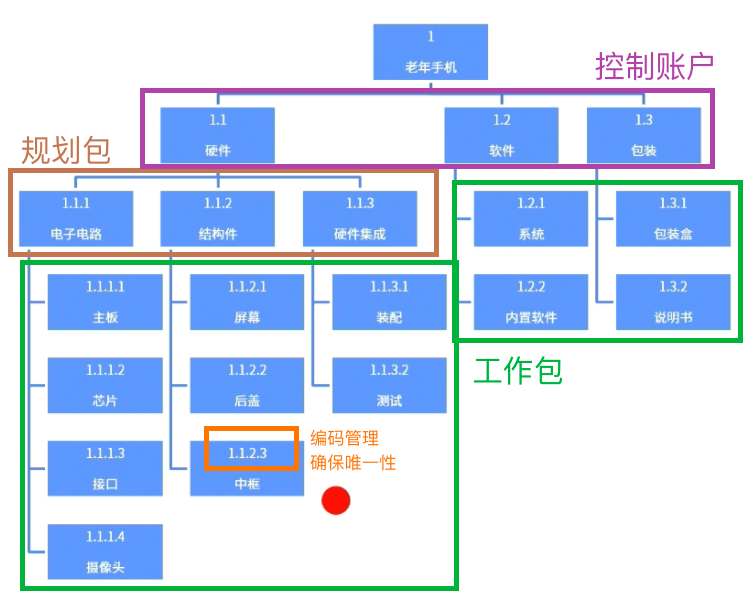 1
老年手机
控制账户
1.1
硬件
1.2
软件
1.3
包装
规划包
1.1.1
电子电路
1.1.2
结构件
1.1.3
硬件集成
1.2.1
系统
1.3.1
包装盒
1.1.1.1
主板
1.1.2.1
屏幕
1.1.3.1
装配
1.2.2
内置软件
1.3.2
说明书
工作包
1.1.1.2
芯片
1.1.2.2
后盖
1.1.3.2
测试
1.1.1.3
接口
1.1.2.3
中框
编码管理
确保唯一性
1.1.1.4
摄像头